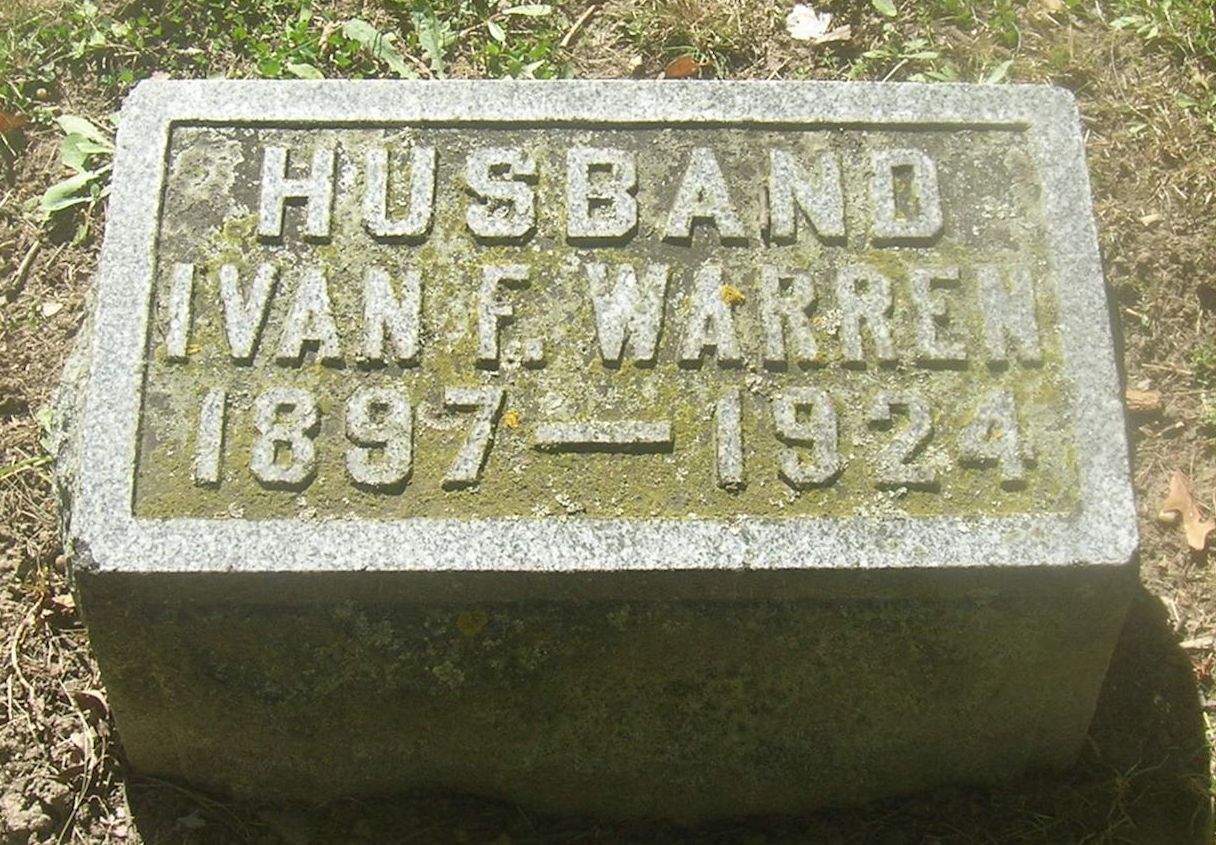 HUSBAND
IVAN F. WARREN
1897 — 1924